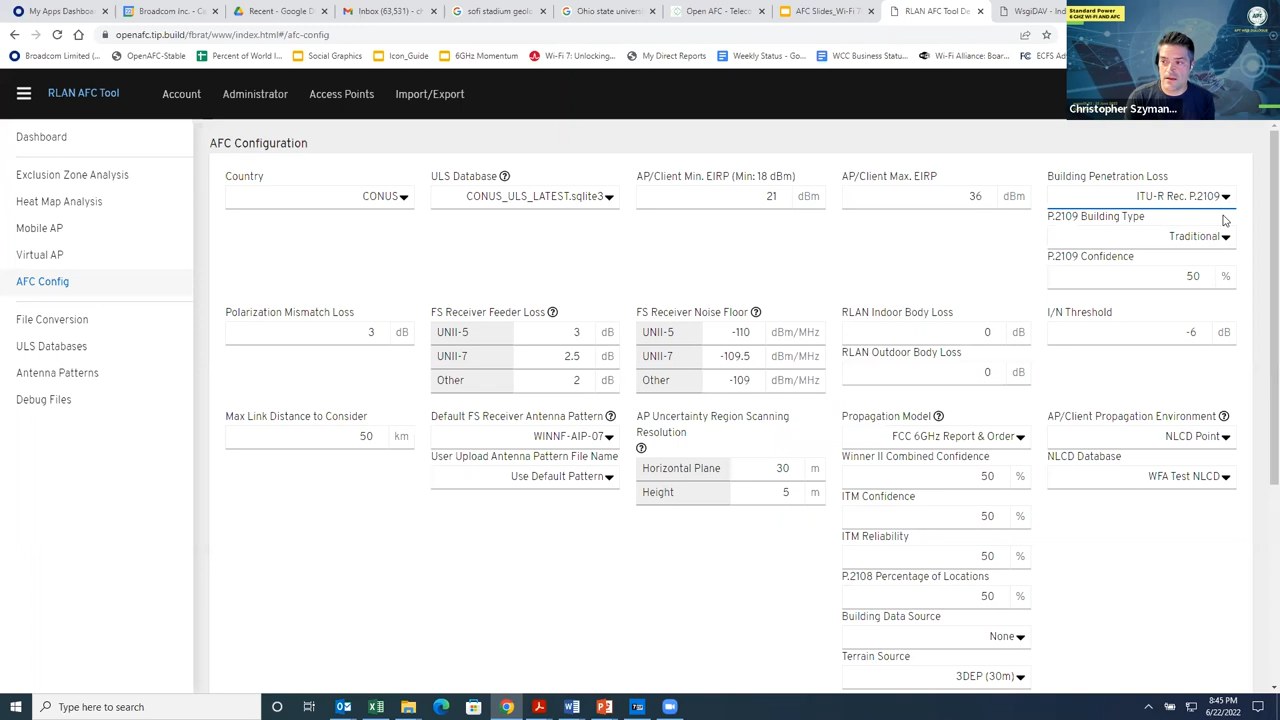 My Apps Dashboard
Broadcom Inc. - C
Recent - Google D
Inbox (63,531) - c
sofi stadium geolo
Ohio state univers
Open AFC - Teleco
AFC Slides_Wi-Fi 7
RLAN AFC Tool De
WsgiDAV - Ind
openafc.tip.build/fbrat/www/index.html#/afc-config
Broadcom Limited (...
OpenAFC-Stable
Percent of World I...
Social Graphics
Icon_Guide
6GHz Momentum
Wi-Fi 7: Unlocking...
My Direct Reports
Weekly Status - Go...
WCC Business Statu...
Wi-Fi Alliance: Boar...
ECFS Ad
Standard Power
6 GHZ WI-FI AND AFC
Christopher Szyman...
RLAN AFC Tool
Account
Administrator
Access Points
Import/Export
Dashboard
Exclusion Zone Analysis
Heat Map Analysis
Mobile AP
Virtual AP
AFC Config
File Conversion
ULS Databases
Antenna Patterns
Debug Files
AFC Configuration
Country
CONUS
ULS Database
CONUS_ULS_LATEST.sqlite3
AP/Client Min. EIRP (Min: 18 dBm)
21 dBm
AP/Client Max. EIRP
36 dBm
Building Penetration Loss
ITU-R Rec. P.2109
P.2109 Building Type
Traditional
P.2109 Confidence
50 %
Polarization Mismatch Loss
3 dB
FS Receiver Feeder Loss
UNII-5 3 dB
UNII-7 2.5 dB
Other 2 dB
FS Receiver Noise Floor
UNII-5 -110 dBm/MHz
UNII-7 -109.5 dBm/MHz
Other -109 dBm/MHz
RLAN Indoor Body Loss
0 dB
RLAN Outdoor Body Loss
0 dB
I/N Threshold
-6 dB
Max Link Distance to Consider
50 km
Default FS Receiver Antenna Pattern
WINNF-AIP-07
User Upload Antenna Pattern File Name
Use Default Pattern
AP Uncertainty Region Scanning
Resolution
Horizontal Plane 30 m
Height 5 m
Propagation Model
FCC 6GHz Report & Order
Winner II Combined Confidence
50 %
ITM Confidence
50 %
ITM Reliability
50 %
P.2108 Percentage of Locations
50 %
Building Data Source
None
Terrain Source
3DEP (30m)
AP/Client Propagation Environment
NLCD Point
NLCD Database
WFA Test NLCD
Type here to search
8:45 PM
6/22/2022